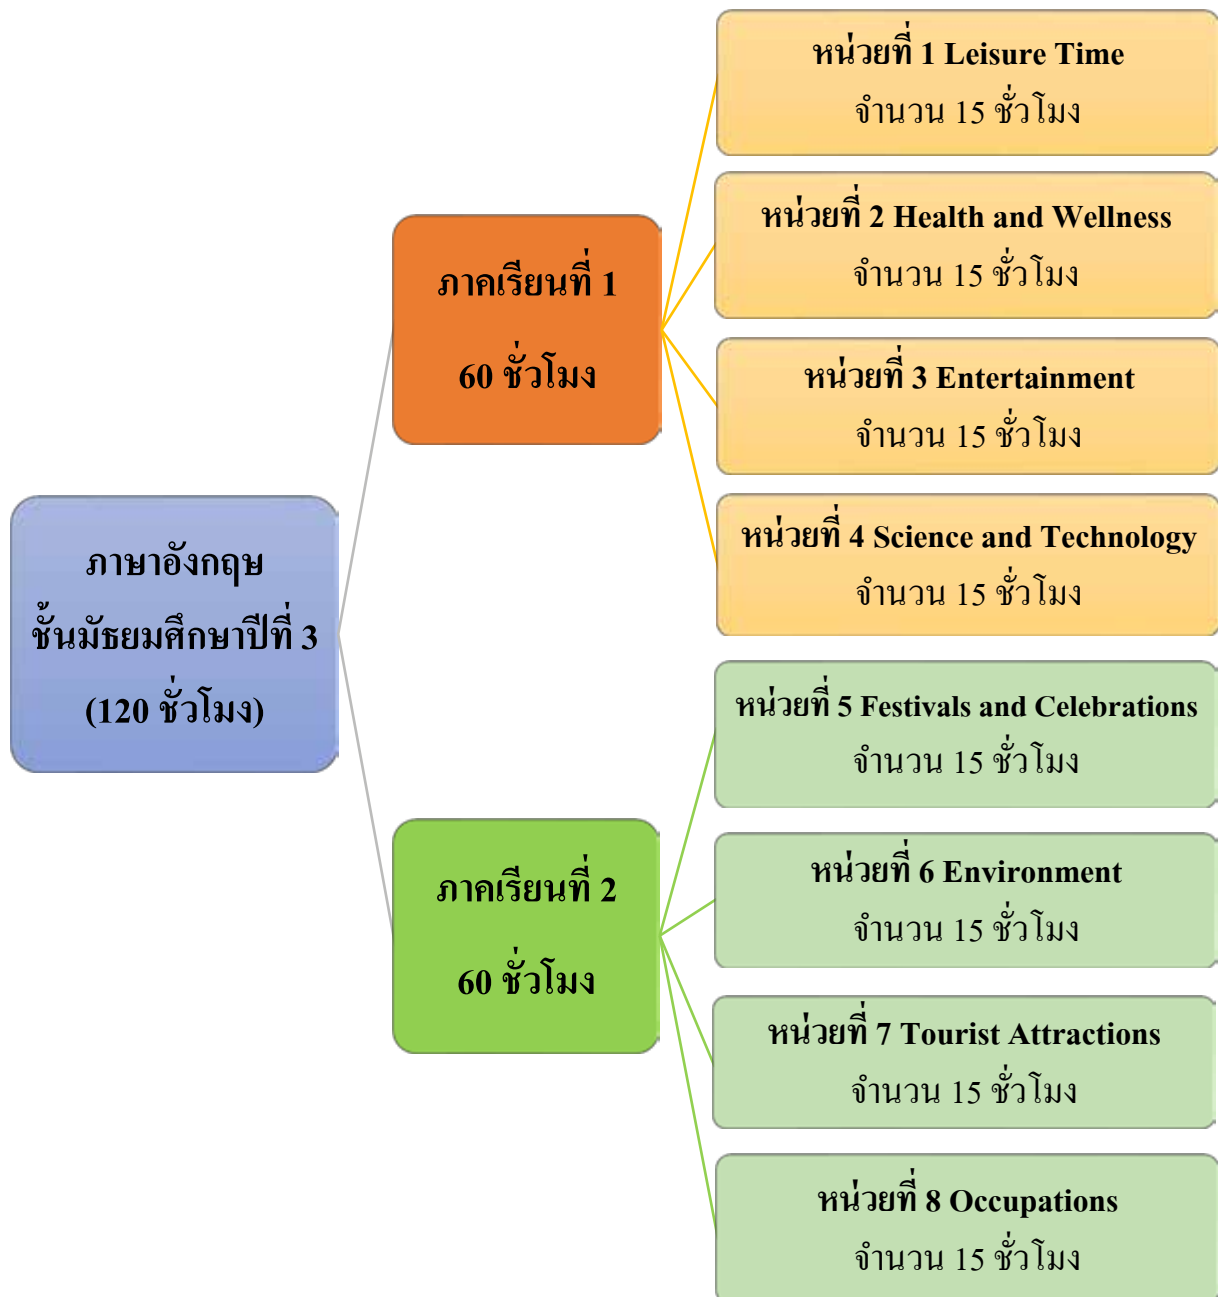 ภาษาอังกฤษ
ชั้นมัธยมศึกษาปีที่ 3
(120 ชั่วโมง)
ภาคเรียนที่ 1
60 ชั่วโมง
หน่วยที่ 1 Leisure Time
จำนวน 15 ชั่วโมง
หน่วยที่ 2 Health and Wellness
จำนวน 15 ชั่วโมง
หน่วยที่ 3 Entertainment
จำนวน 15 ชั่วโมง
หน่วยที่ 4 Science and Technology
จำนวน 15 ชั่วโมง
ภาคเรียนที่ 2
60 ชั่วโมง
หน่วยที่ 5 Festivals and Celebrations
จำนวน 15 ชั่วโมง
หน่วยที่ 6 Environment
จำนวน 15 ชั่วโมง
หน่วยที่ 7 Tourist Attractions
จำนวน 15 ชั่วโมง
หน่วยที่ 8 Occupations
จำนวน 15 ชั่วโมง